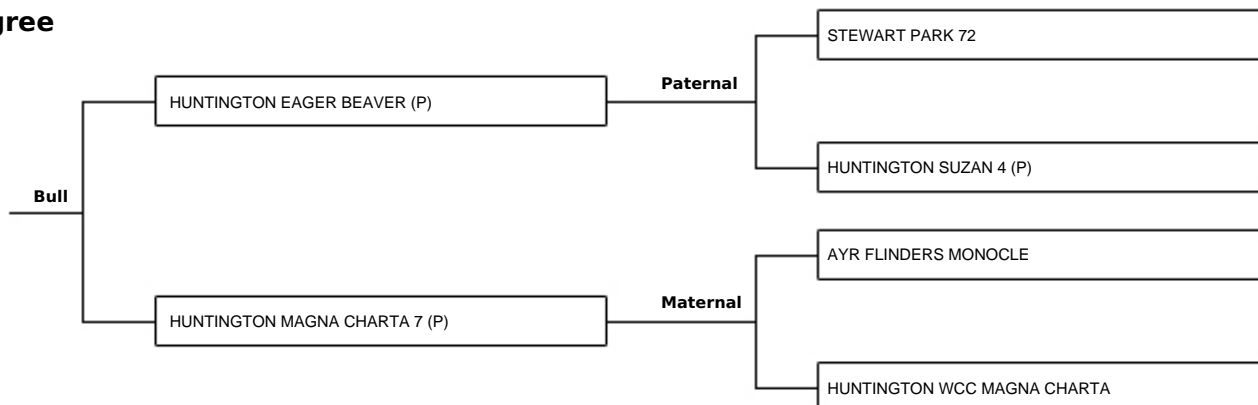 gree
STEWART PARK 72
HUNTINGTON EAGER BEAVER (P)
Paternal
HUNTINGTON SUZAN 4 (P)
Bull
AYR FLINDERS MONOCLE
HUNTINGTON MAGNA CHARTA 7 (P)
Maternal
HUNTINGTON WCC MAGNA CHARTA